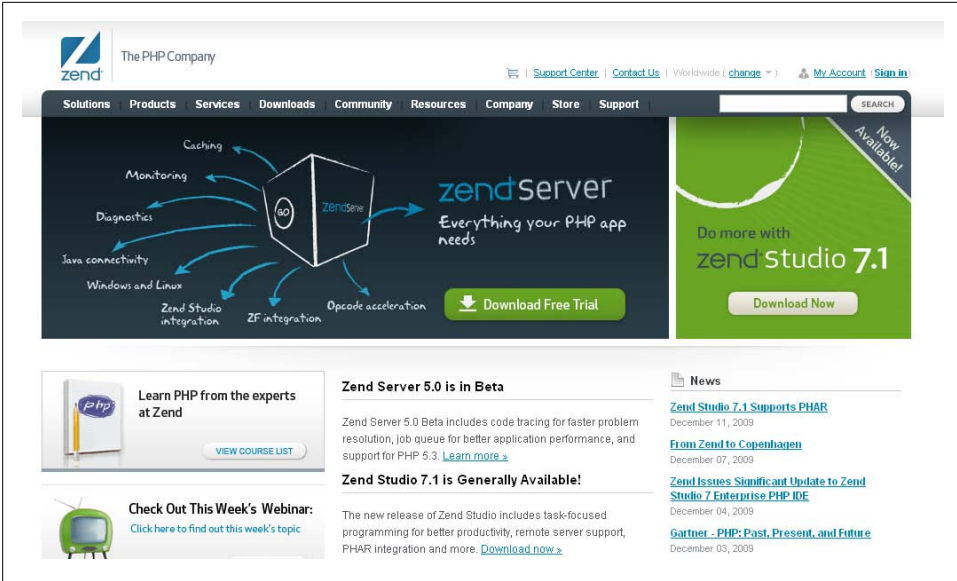 zend
The PHP Company
Support Center | Contact Us | Worldwide ( change ) My Account (Sign in)
Solutions | Products | Services | Downloads | Community | Resources | Company | Store | Support
SEARCH
Caching
Monitoring
Diagnostics
Java connectivity
Windows and Linux
Zend Studio
integration
ZF integration
Opcode acceleration
GO
zendServer
zend Server
Everything your PHP app
needs
Download Free Trial
Now
Available!
Do more with
zend Studio 7.1
Download Now
php
Learn PHP from the experts
at Zend
VIEW COURSE LIST
Check Out This Week's Webinar:
Click here to find out this week's topic
Zend Server 5.0 is in Beta
Zend Server 5.0 Beta includes code tracing for faster problem
resolution, job queue for better application performance, and
support for PHP 5.3. Learn more »
Zend Studio 7.1 is Generally Available!
The new release of Zend Studio includes task-focused
programming for better productivity, remote server support,
PHAR integration and more. Download now »
News
Zend Studio 7.1 Supports PHAR
December 11, 2009
From Zend to Copenhagen
December 07, 2009
Zend Issues Significant Update to Zend
Studio 7 Enterprise PHP IDE
December 04, 2009
Gartner - PHP: Past, Present, and Future
December 03, 2009